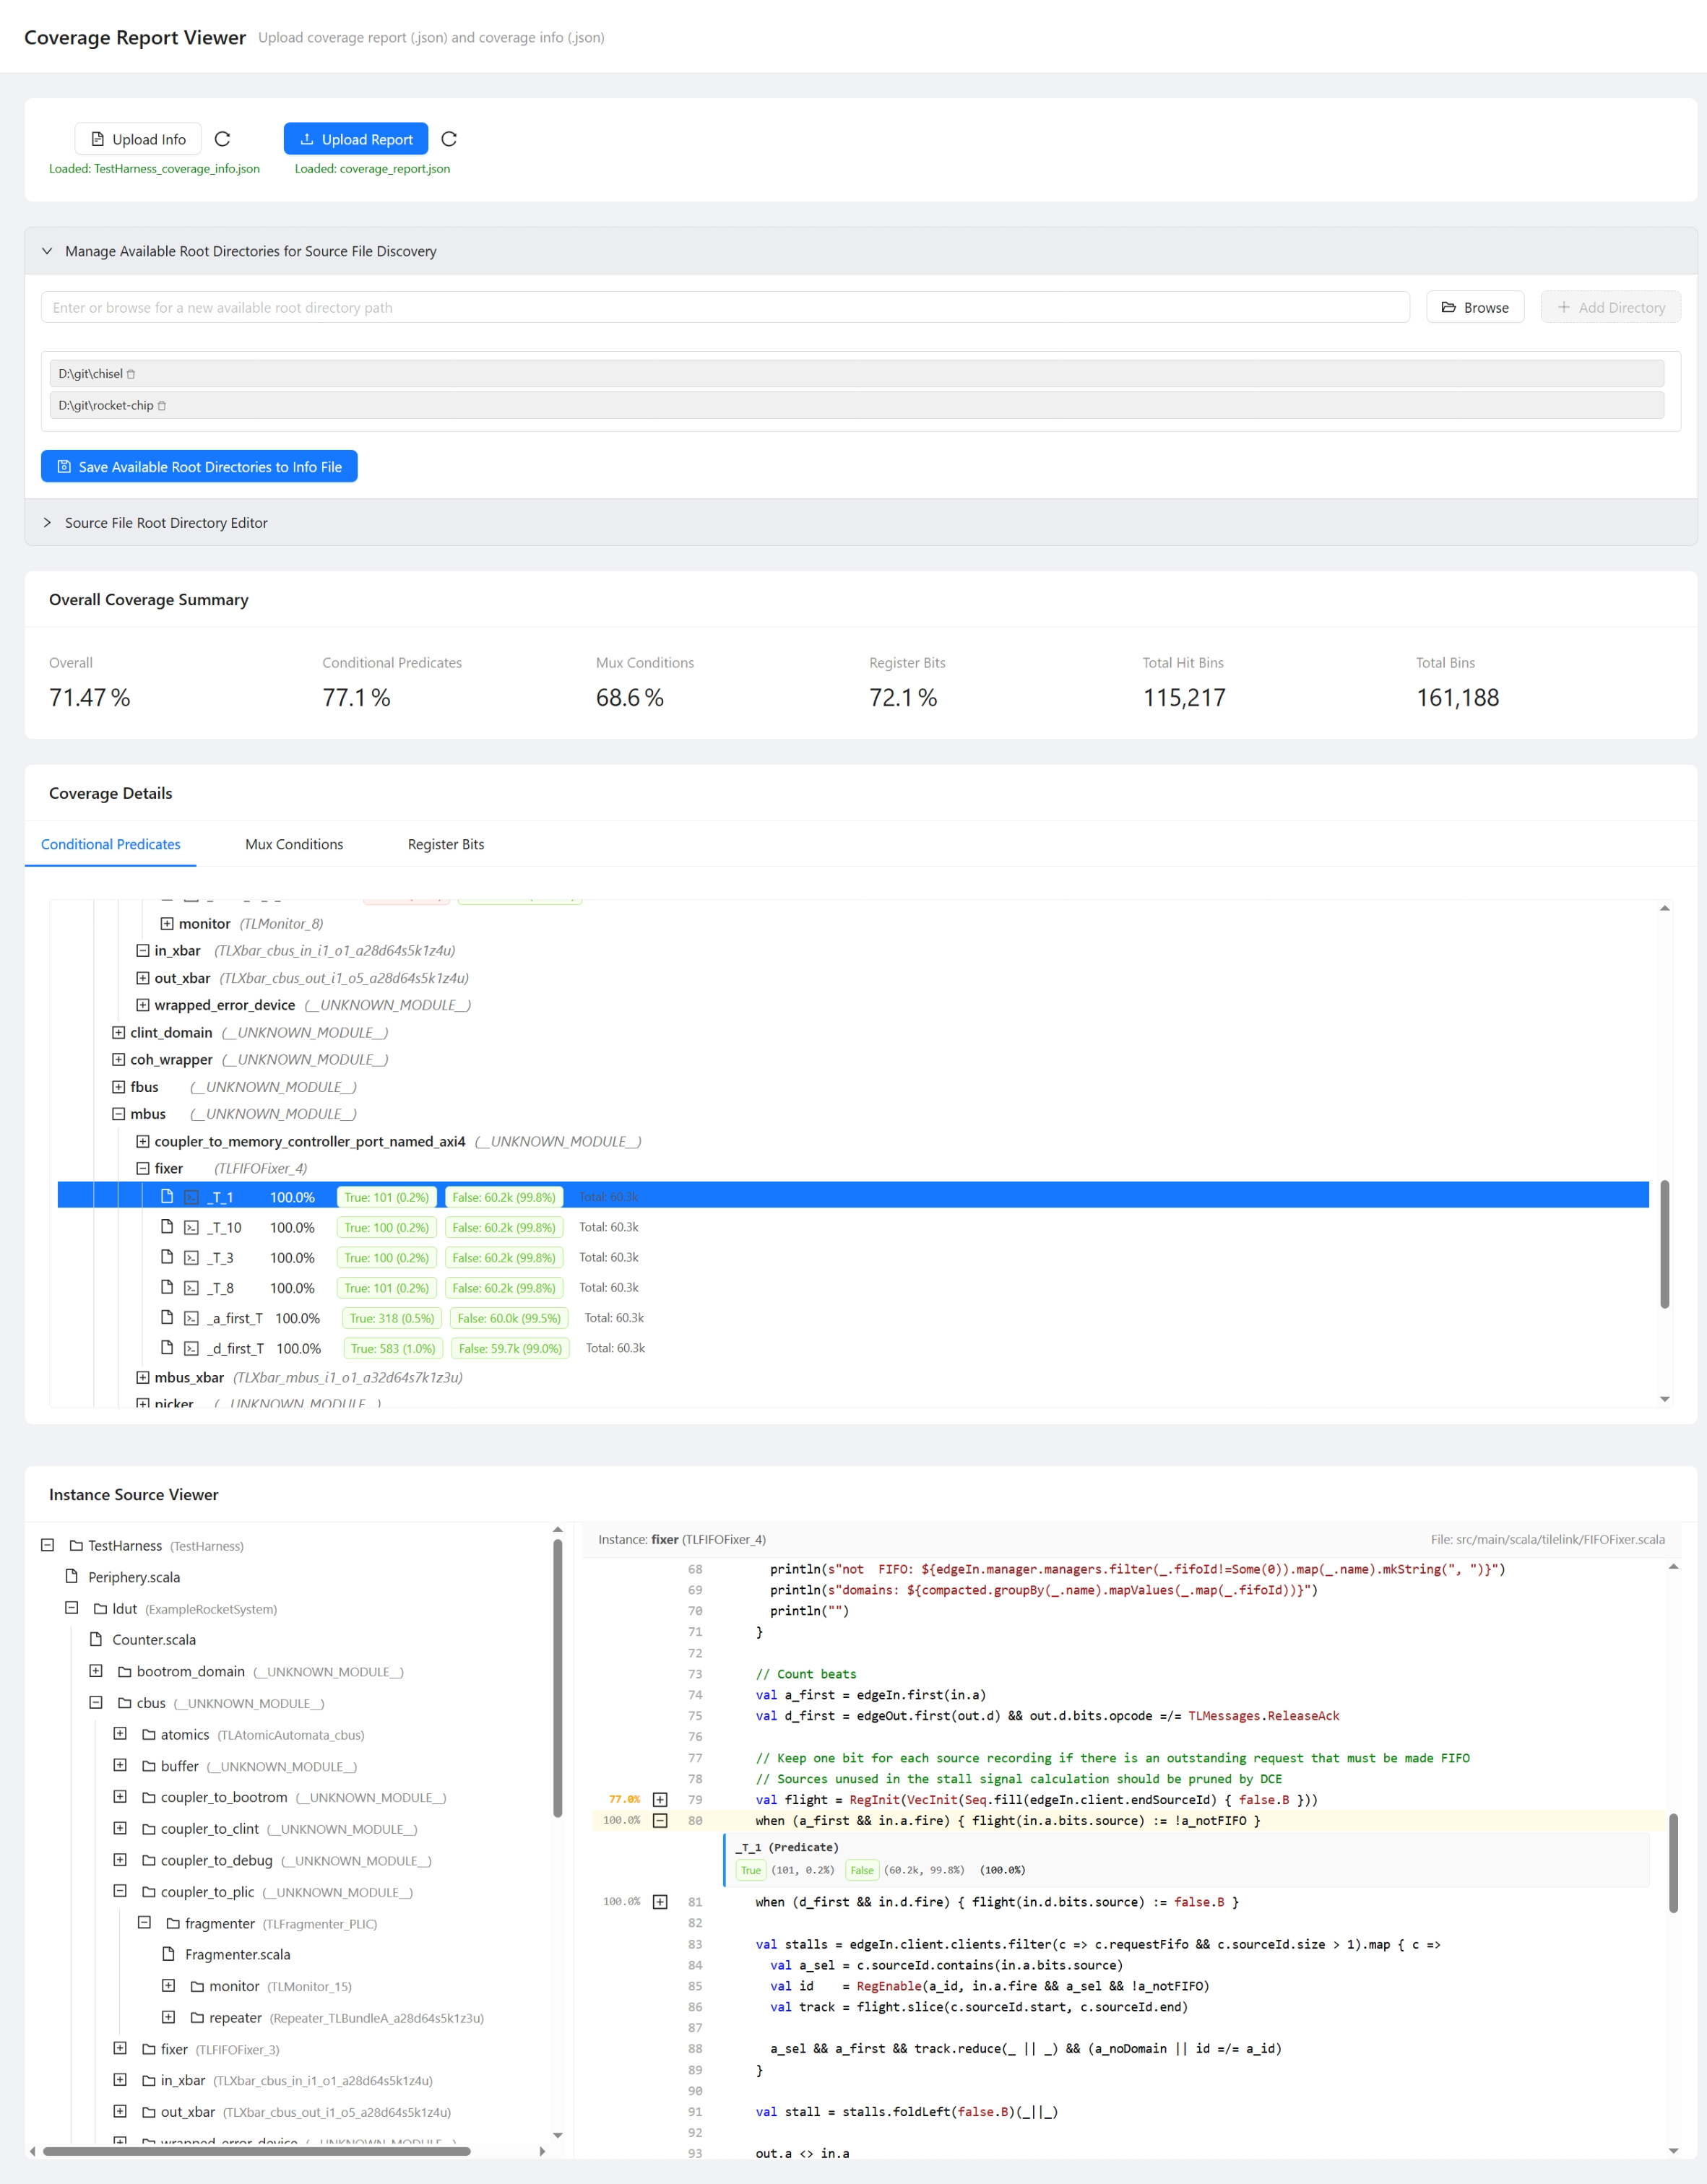 Coverage Report Viewer Upload coverage report (.json) and coverage info (.json)
Upload Info Upload Report
Loaded: TestHarness_coverage_info.json Loaded: coverage_report.json
Manage Available Root Directories for Source File Discovery
Enter or browse for a new available root directory path Browse Add Directory
D:\git\chisel
D:\git\rocket-chip
Save Available Root Directories to Info File
Source File Root Directory Editor
Overall Coverage Summary
Overall Conditional Predicates Mux Conditions Register Bits Total Hit Bins Total Bins
71.47 % 77.1 % 68.6 % 72.1 % 115,217 161,188
Coverage Details
Conditional Predicates Mux Conditions Register Bits
monitor (TLMonitor_8)
in_xbar (TLXbar_cbus_in_i1_o1_a28d64s5k1z4u)
out_xbar (TLXbar_cbus_out_i1_o5_a28d64s5k1z4u)
wrapped_error_device (__UNKNOWN_MODULE__)
clint_domain (__UNKNOWN_MODULE__)
coh_wrapper (__UNKNOWN_MODULE__)
fbus (__UNKNOWN_MODULE__)
mbus (__UNKNOWN_MODULE__)
coupler_to_memory_controller_port_named_axi4 (__UNKNOWN_MODULE__)
fixer (TLFIFOFixer_4)
_T_1 100.0% True: 101 (0.2%) False: 60.2k (99.8%) Total: 60.3k
_T_10 100.0% True: 100 (0.2%) False: 60.2k (99.8%) Total: 60.3k
_T_3 100.0% True: 100 (0.2%) False: 60.2k (99.8%) Total: 60.3k
_T_8 100.0% True: 101 (0.2%) False: 60.2k (99.8%) Total: 60.3k
_a_first_T 100.0% True: 318 (0.5%) False: 60.0k (99.5%) Total: 60.3k
_d_first_T 100.0% True: 583 (1.0%) False: 59.7k (99.0%) Total: 60.3k
mbus_xbar (TLXbar_mbus_i1_o1_a32d64s7k1z3u)
picker (__UNKNOWN_MODULE__)
Instance Source Viewer
TestHarness (TestHarness)
Periphery.scala
ldut (ExampleRocketSystem)
Counter.scala
bootrom_domain (__UNKNOWN_MODULE__)
cbus (__UNKNOWN_MODULE__)
atomics (TLAtomicAutomata_cbus)
buffer (__UNKNOWN_MODULE__)
coupler_to_bootrom (__UNKNOWN_MODULE__)
coupler_to_clint (__UNKNOWN_MODULE__)
coupler_to_debug (__UNKNOWN_MODULE__)
coupler_to_plic (__UNKNOWN_MODULE__)
fragmenter (TLFragmenter_PLIC)
Fragmenter.scala
monitor (TLMonitor_15)
repeater (Repeater_TLBundleA_a28d64s5k1z3u)
fixer (TLFIFOFixer_3)
in_xbar (TLXbar_cbus_in_i1_o1_a28d64s5k1z4u)
out_xbar (TLXbar_cbus_out_i1_o5_a28d64s5k1z4u)
wrapped_error_device (__UNKNOWN_MODULE__)
Instance: fixer (TLFIFOFixer_4) File: src/main/scala/tilelink/FIFOFixer.scala
68 println(s"not  FIFO: ${edgeIn.manager.managers.filter(_.fifoId!=Some(0)).map(_.name).mkString(", ")}")
69 println(s"domains: ${compacted.groupBy(_.name).mapValues(_.map(_.fifoId))}")
70 println("")
71 }
72
73 // Count beats
74 val a_first = edgeIn.first(in.a)
75 val d_first = edgeOut.first(out.d) && out.d.bits.opcode =/= TLMessages.ReleaseAck
76
77 // Keep one bit for each source recording if there is an outstanding request that must be made FIFO
78 // Sources unused in the stall signal calculation should be pruned by DCE
77.0% 79 val flight = RegInit(VecInit(Seq.fill(edgeIn.client.endSourceId) { false.B }))
100.0% 80 when (a_first && in.a.fire) { flight(in.a.bits.source) := !a_notFIFO }
_T_1 (Predicate)
True (101, 0.2%) False (60.2k, 99.8%) (100.0%)
100.0% 81 when (d_first && in.d.fire) { flight(in.d.bits.source) := false.B }
82
83 val stalls = edgeIn.client.clients.filter(c => c.requestFifo && c.sourceId.size > 1).map { c =>
84 val a_sel = c.sourceId.contains(in.a.bits.source)
85 val id    = RegEnable(a_id, in.a.fire && a_sel && !a_notFIFO)
86 val track = flight.slice(c.sourceId.start, c.sourceId.end)
87
88 a_sel && a_first && track.reduce(_ || _) && (a_noDomain || id =/= a_id)
89 }
90
91 val stall = stalls.foldLeft(false.B)(_||_)
92
93 out.a <> in.a